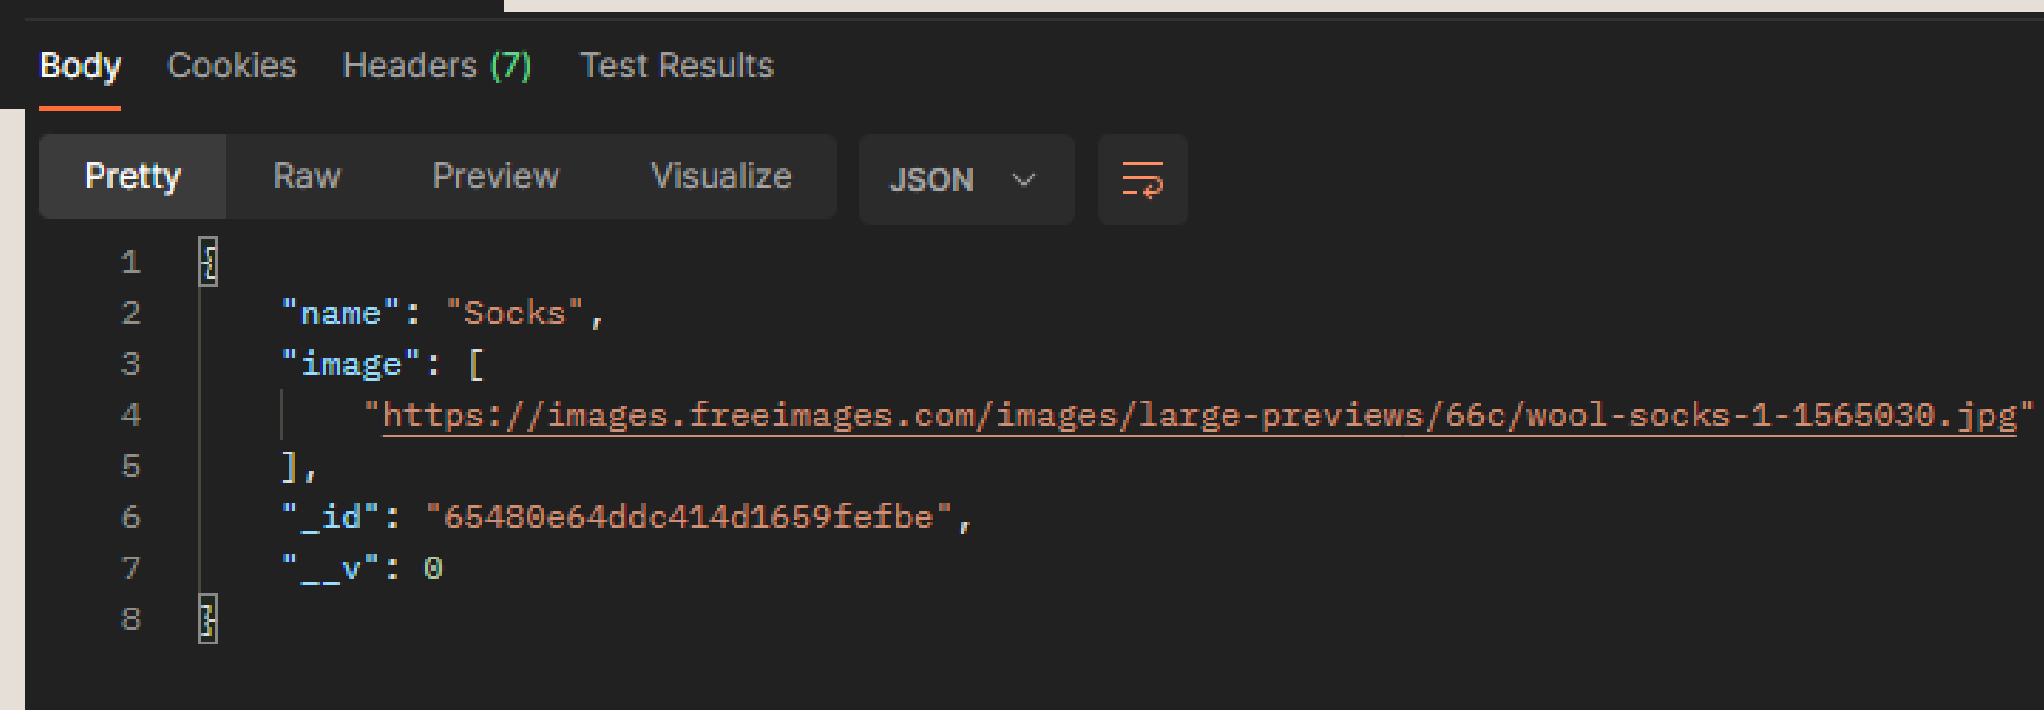 Body Cookies Headers (7) Test Results
Pretty Raw Preview Visualize JSON
1 {
2 "name": "Socks",
3 "image": [
4 "https://images.freeimages.com/images/large-previews/66c/wool-socks-1-1565030.jpg"
5 ],
6 "_id": "65480e64ddc414d1659fefbe",
7 "__v": 0
8 }